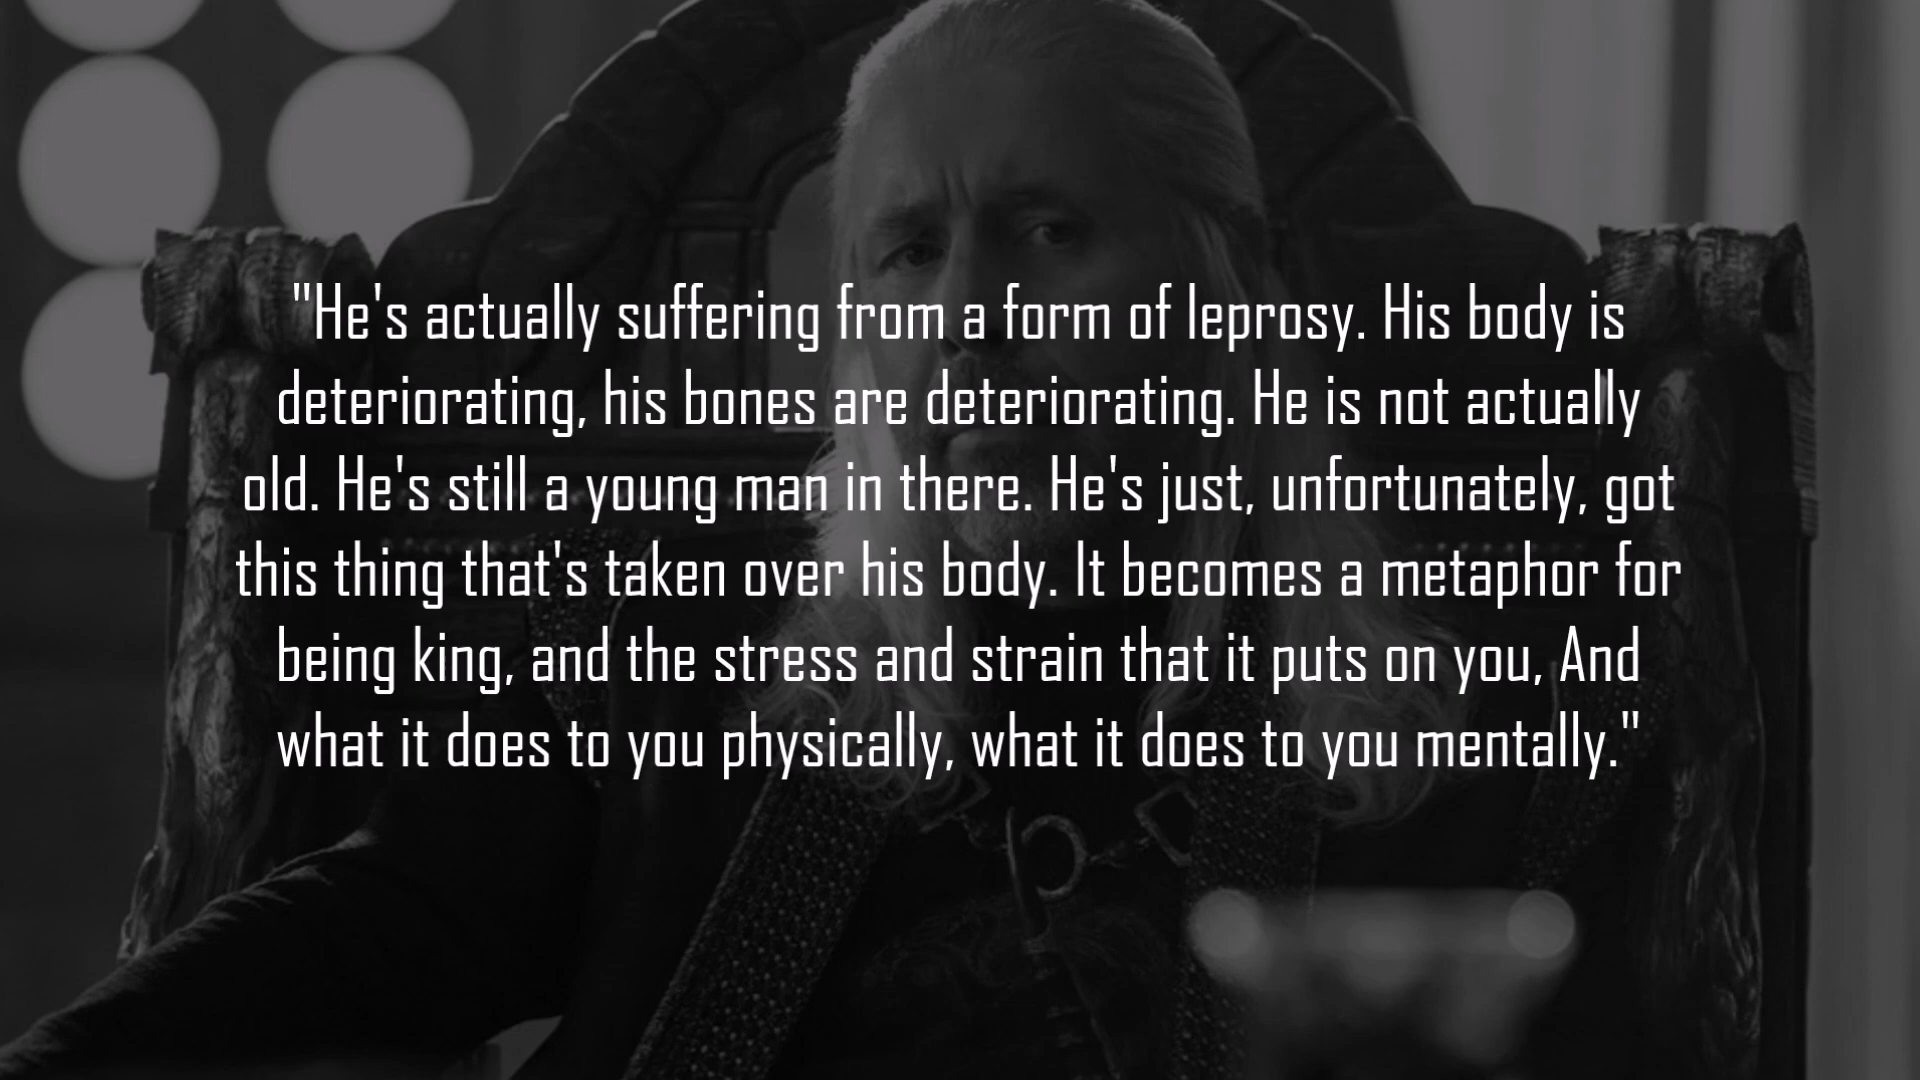 "He's actually suffering from a form of leprosy. His body is
deteriorating, his bones are deteriorating. He is not actually
old. He's still a young man in there. He's just, unfortunately, got
this thing that's taken over his body. It becomes a metaphor for
being king, and the stress and strain that it puts on you, And
what it does to you physically, what it does to you mentally."